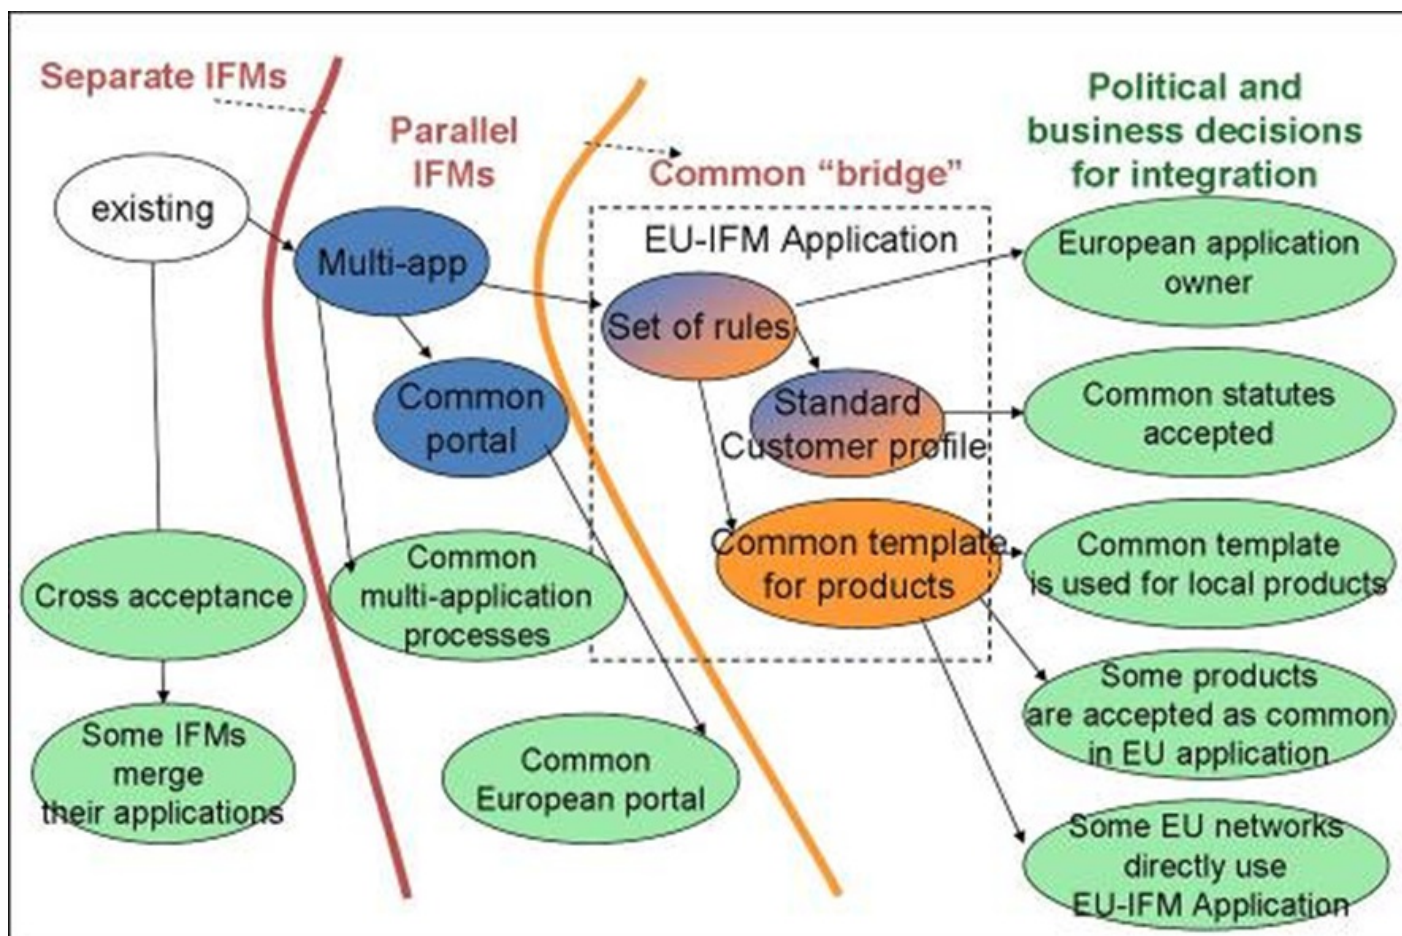 Separate IFMs
existing
Cross acceptance
Some IFMs
merge
their applications
Parallel
IFMs
Multi-app
Common
portal
Common
multi-application
processes
Common
European portal
Common “bridge”
EU-IFM Application
Set of rules
Standard
Customer profile
Common template
for products
Political and
business decisions
for integration
European application
owner
Common statutes
accepted
Common template
is used for local products
Some products
are accepted as common
in EU application
Some EU networks
directly use
EU-IFM Application